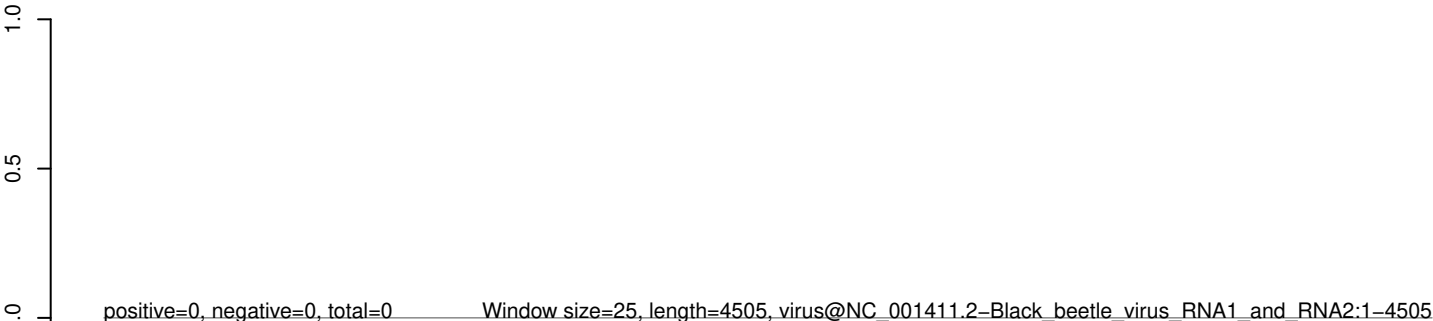 1.0
0.5
.0
positive=0, negative=0, total=0 Window size=25, length=4505, virus@NC_001411.2−Black_beetle_virus_RNA1_and_RNA2:1−4505